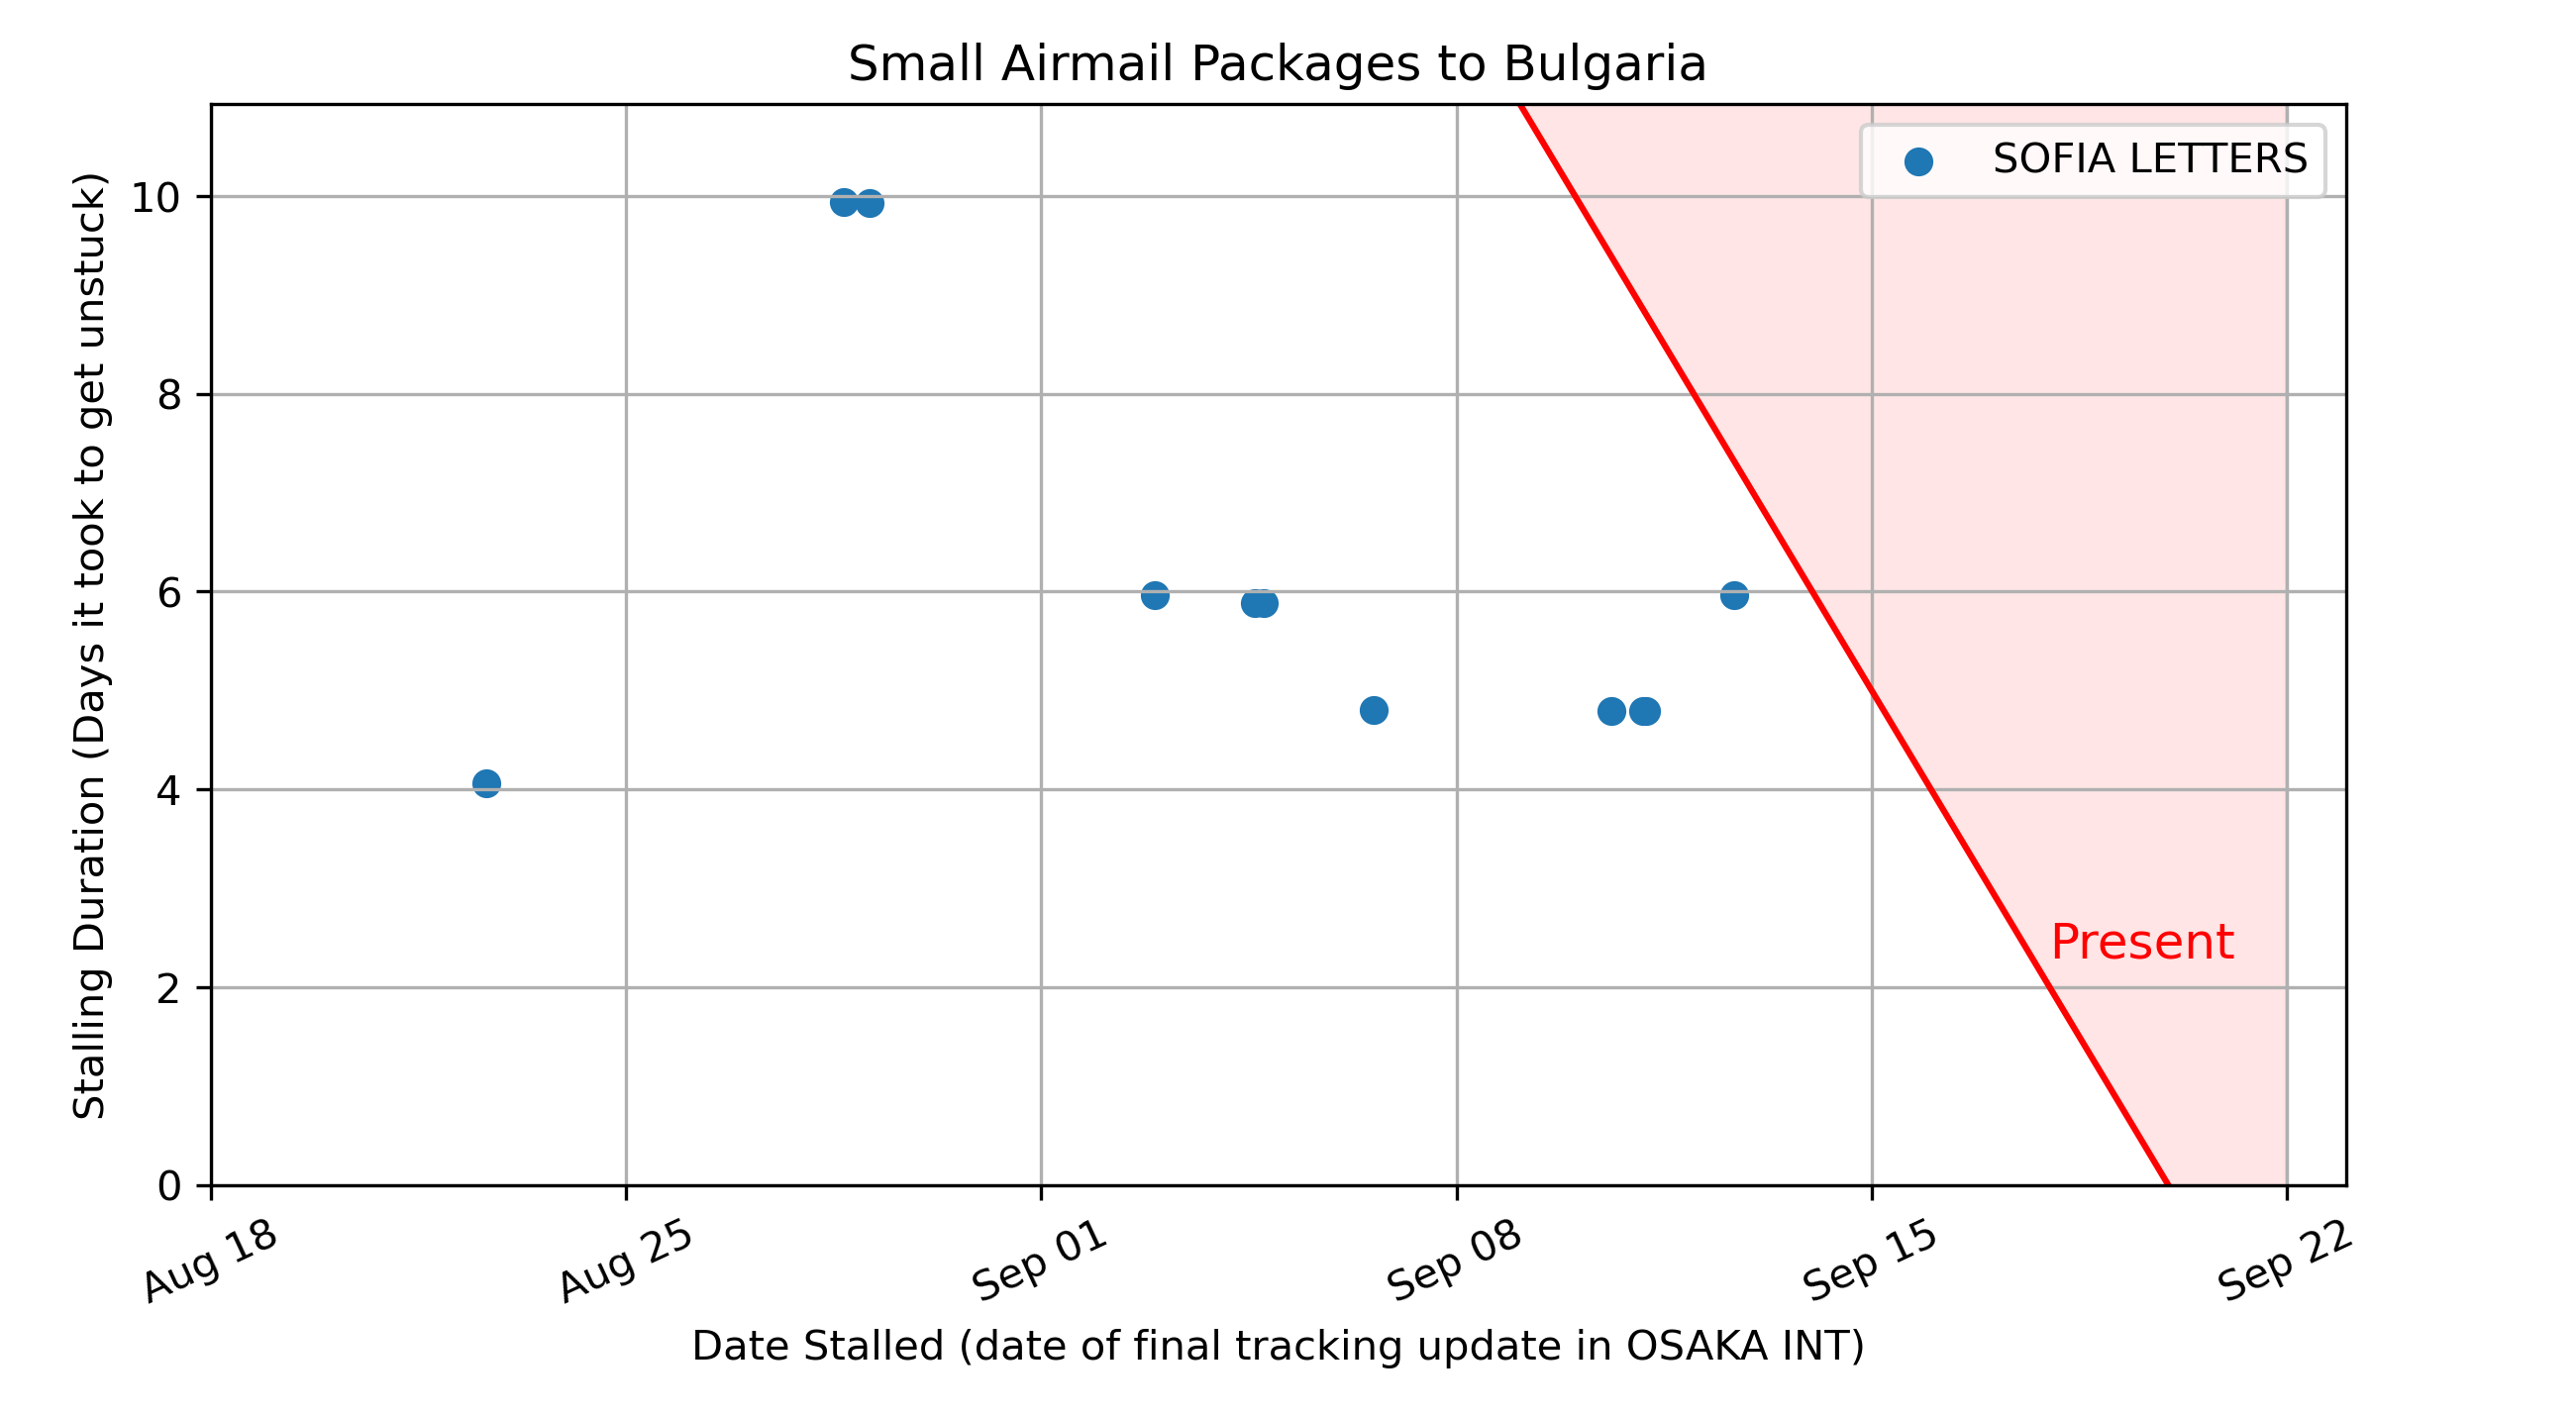 Small Airmail Packages to Bulgaria
SOFIA LETTERS
Stalling Duration (Days it took to get unstuck)
10
8
6
4
2
0
Present
Aug 18
Aug 25
Sep 01
Sep 08
Sep 15
Sep 22
Date Stalled (date of final tracking update in OSAKA INT)